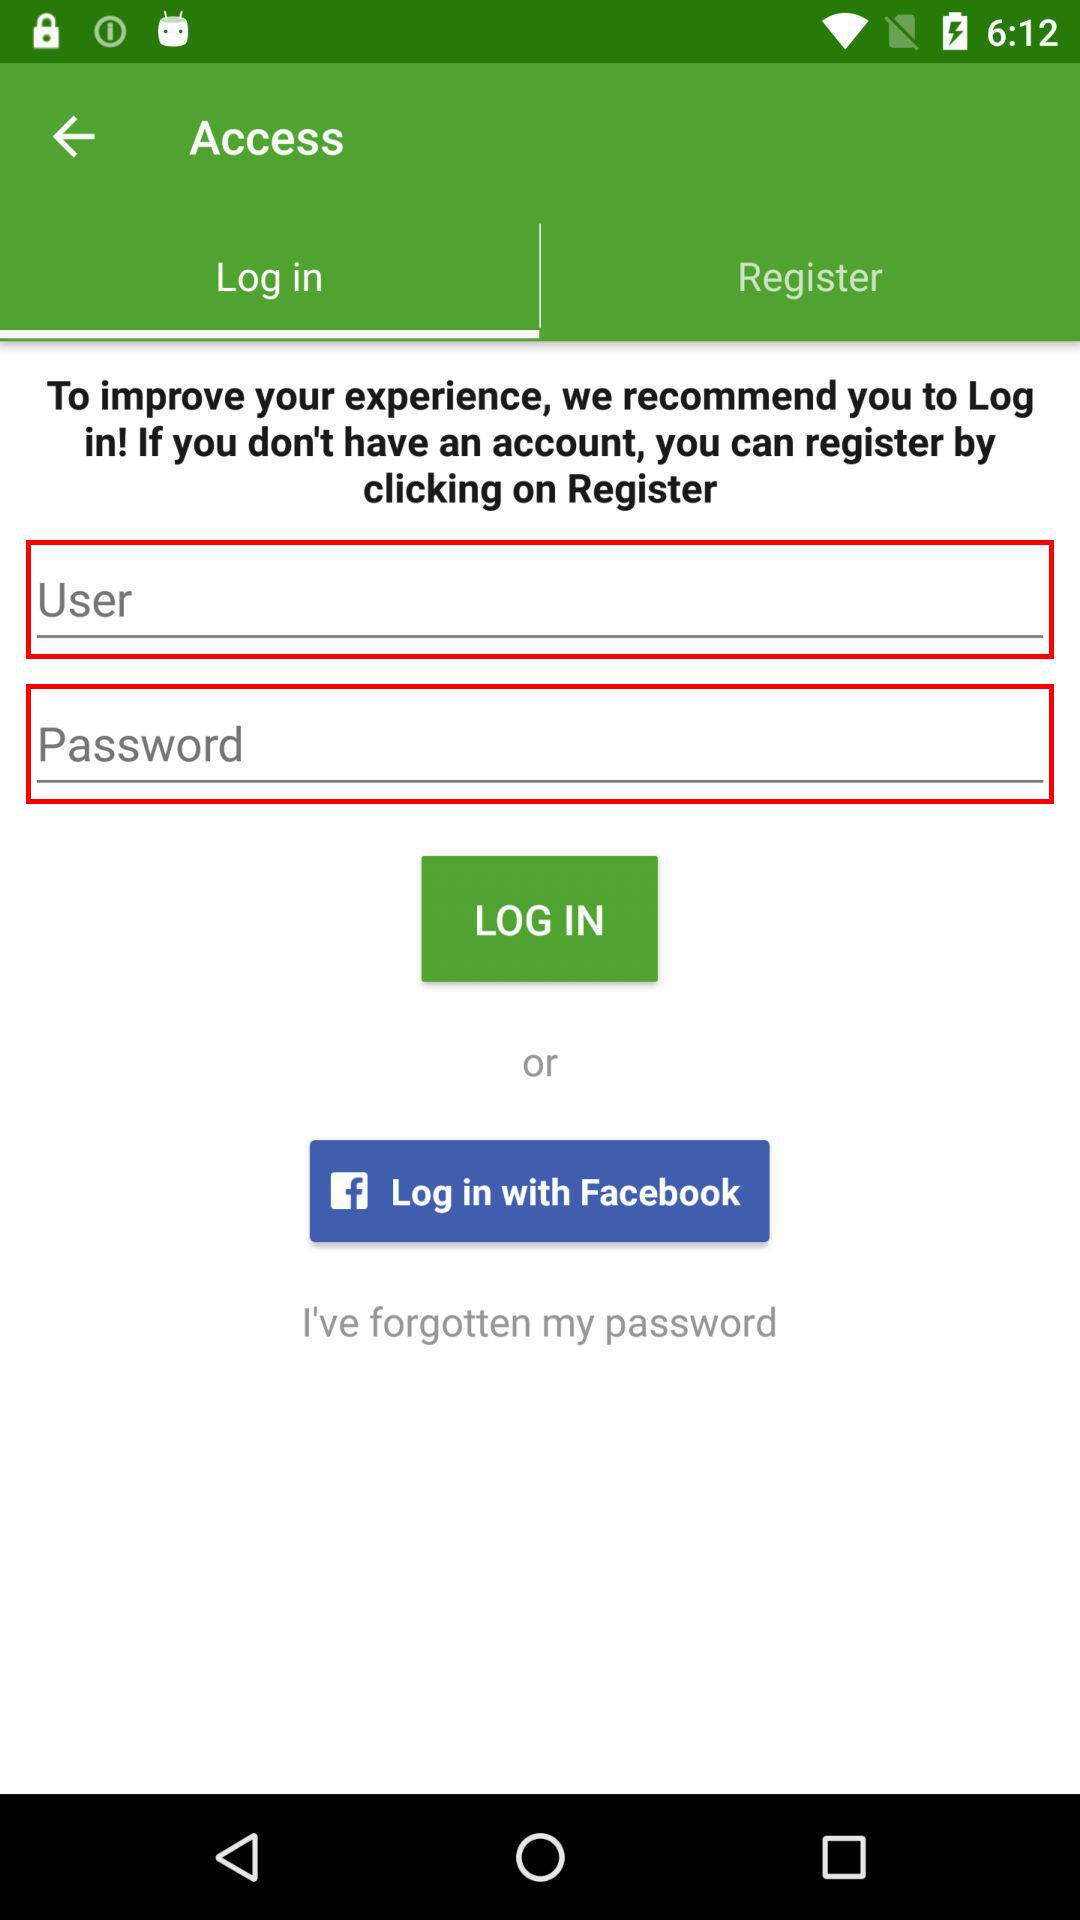 6:12
Access
Log in
Register
To improve your experience, we recommend you to Log
in! If you don't have an account, you can register by
clicking on Register
User
Password
LOG IN
or
Log in with Facebook
I've forgotten my password